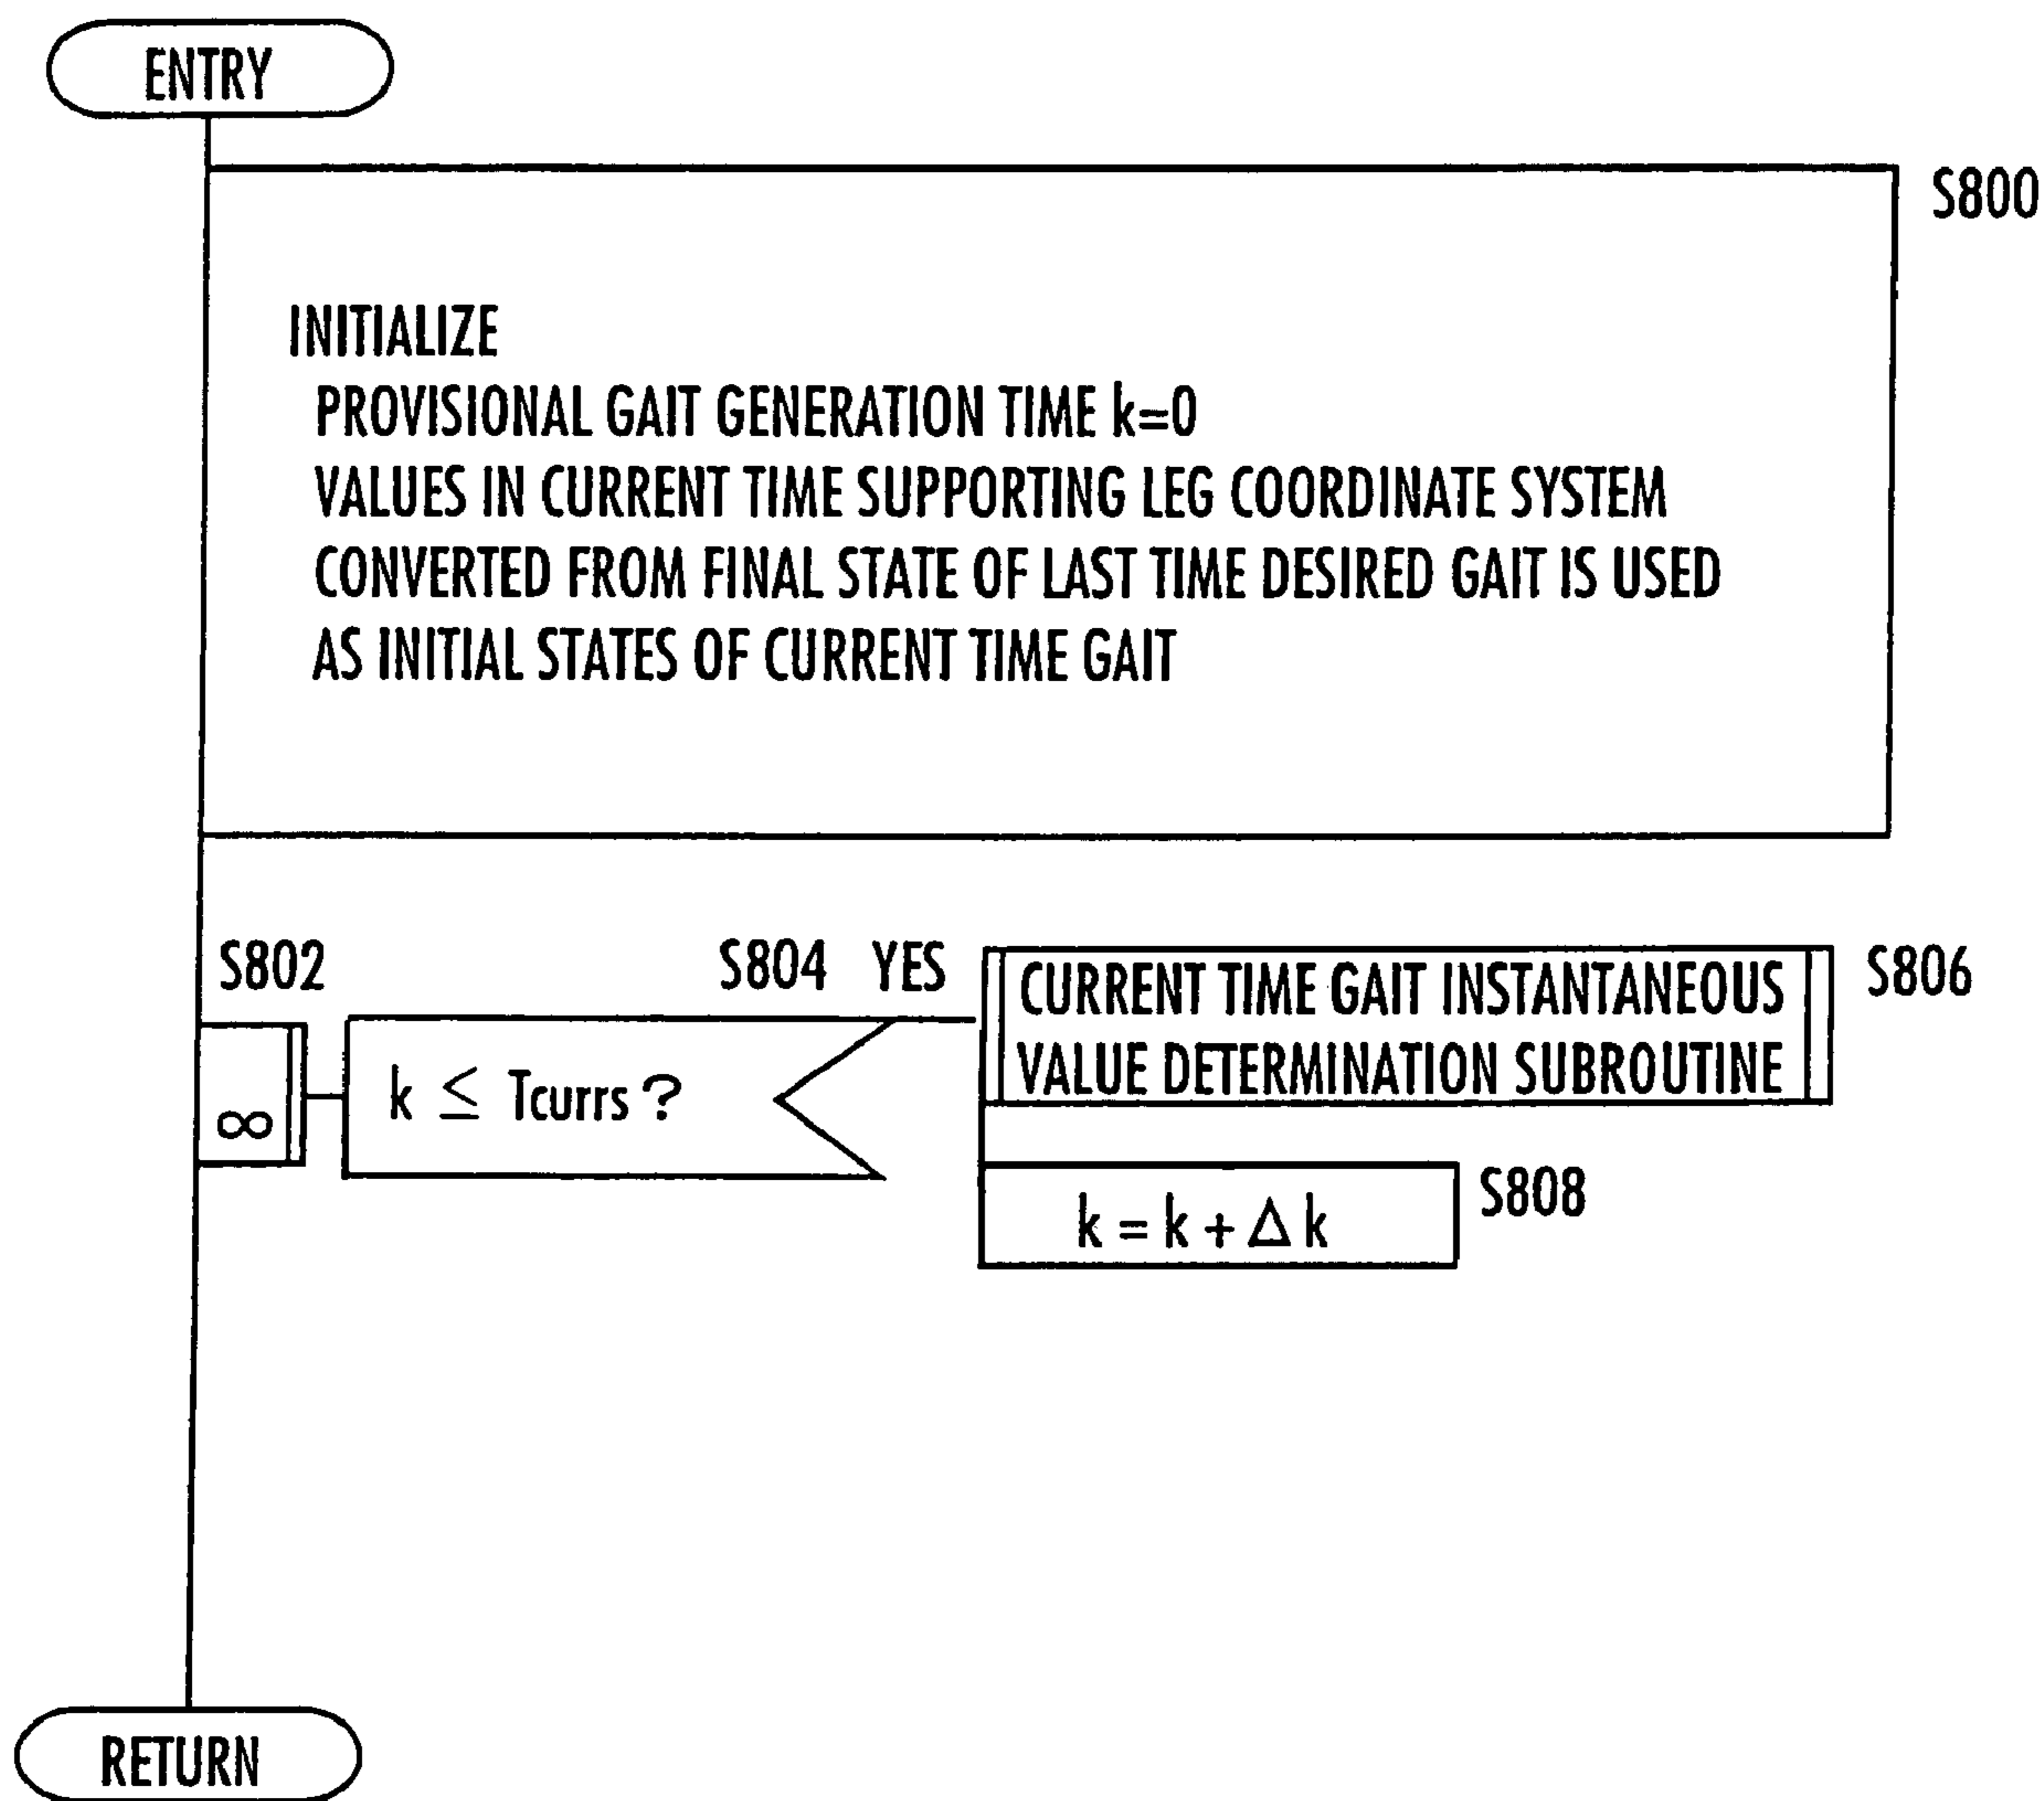 ENTRY
S800
INITIALIZE
PROVISIONAL GAIT GENERATION TIME k=0
VALUES IN CURRENT TIME SUPPORTING LEG COORDINATE SYSTEM
CONVERTED FROM FINAL STATE OF LAST TIME DESIRED GAIT IS USED
AS INITIAL STATES OF CURRENT TIME GAIT
S802
∞
S804 YES
k ≤ Tcurrs ?
CURRENT TIME GAIT INSTANTANEOUS
VALUE DETERMINATION SUBROUTINE
S806
k = k + Δ k
S808
RETURN